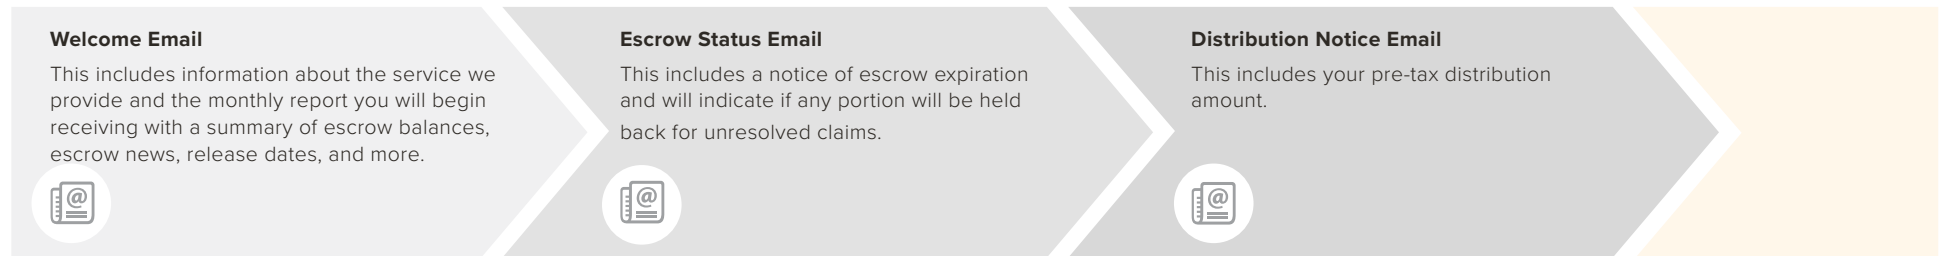 Welcome Email
This includes information about the service we
provide and the monthly report you will begin
receiving with a summary of escrow balances,
escrow news, release dates, and more.
@
Escrow Status Email
This includes a notice of escrow expiration
and will indicate if any portion will be held
back for unresolved claims.
@
Distribution Notice Email
This includes your pre-tax distribution
amount.
@